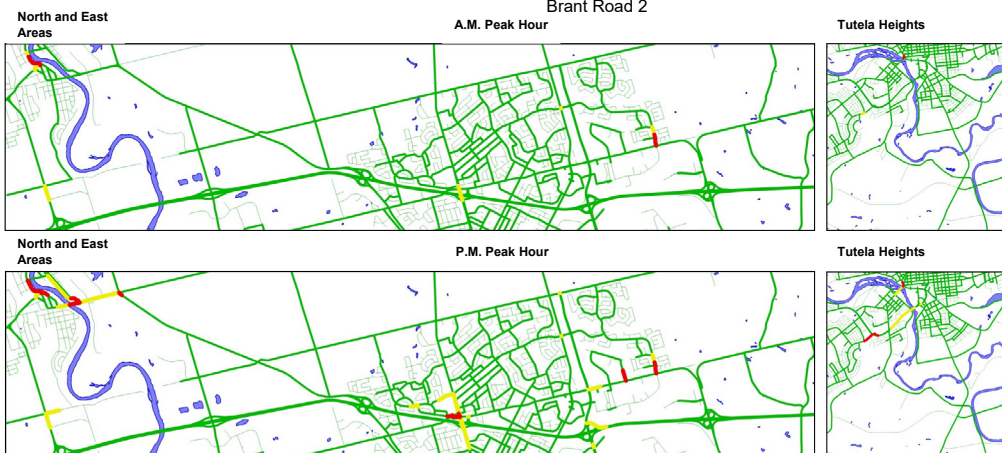 Brant Road 2
North and East
Areas
A.M. Peak Hour
Tutela Heights
North and East
Areas
P.M. Peak Hour
Tutela Heights